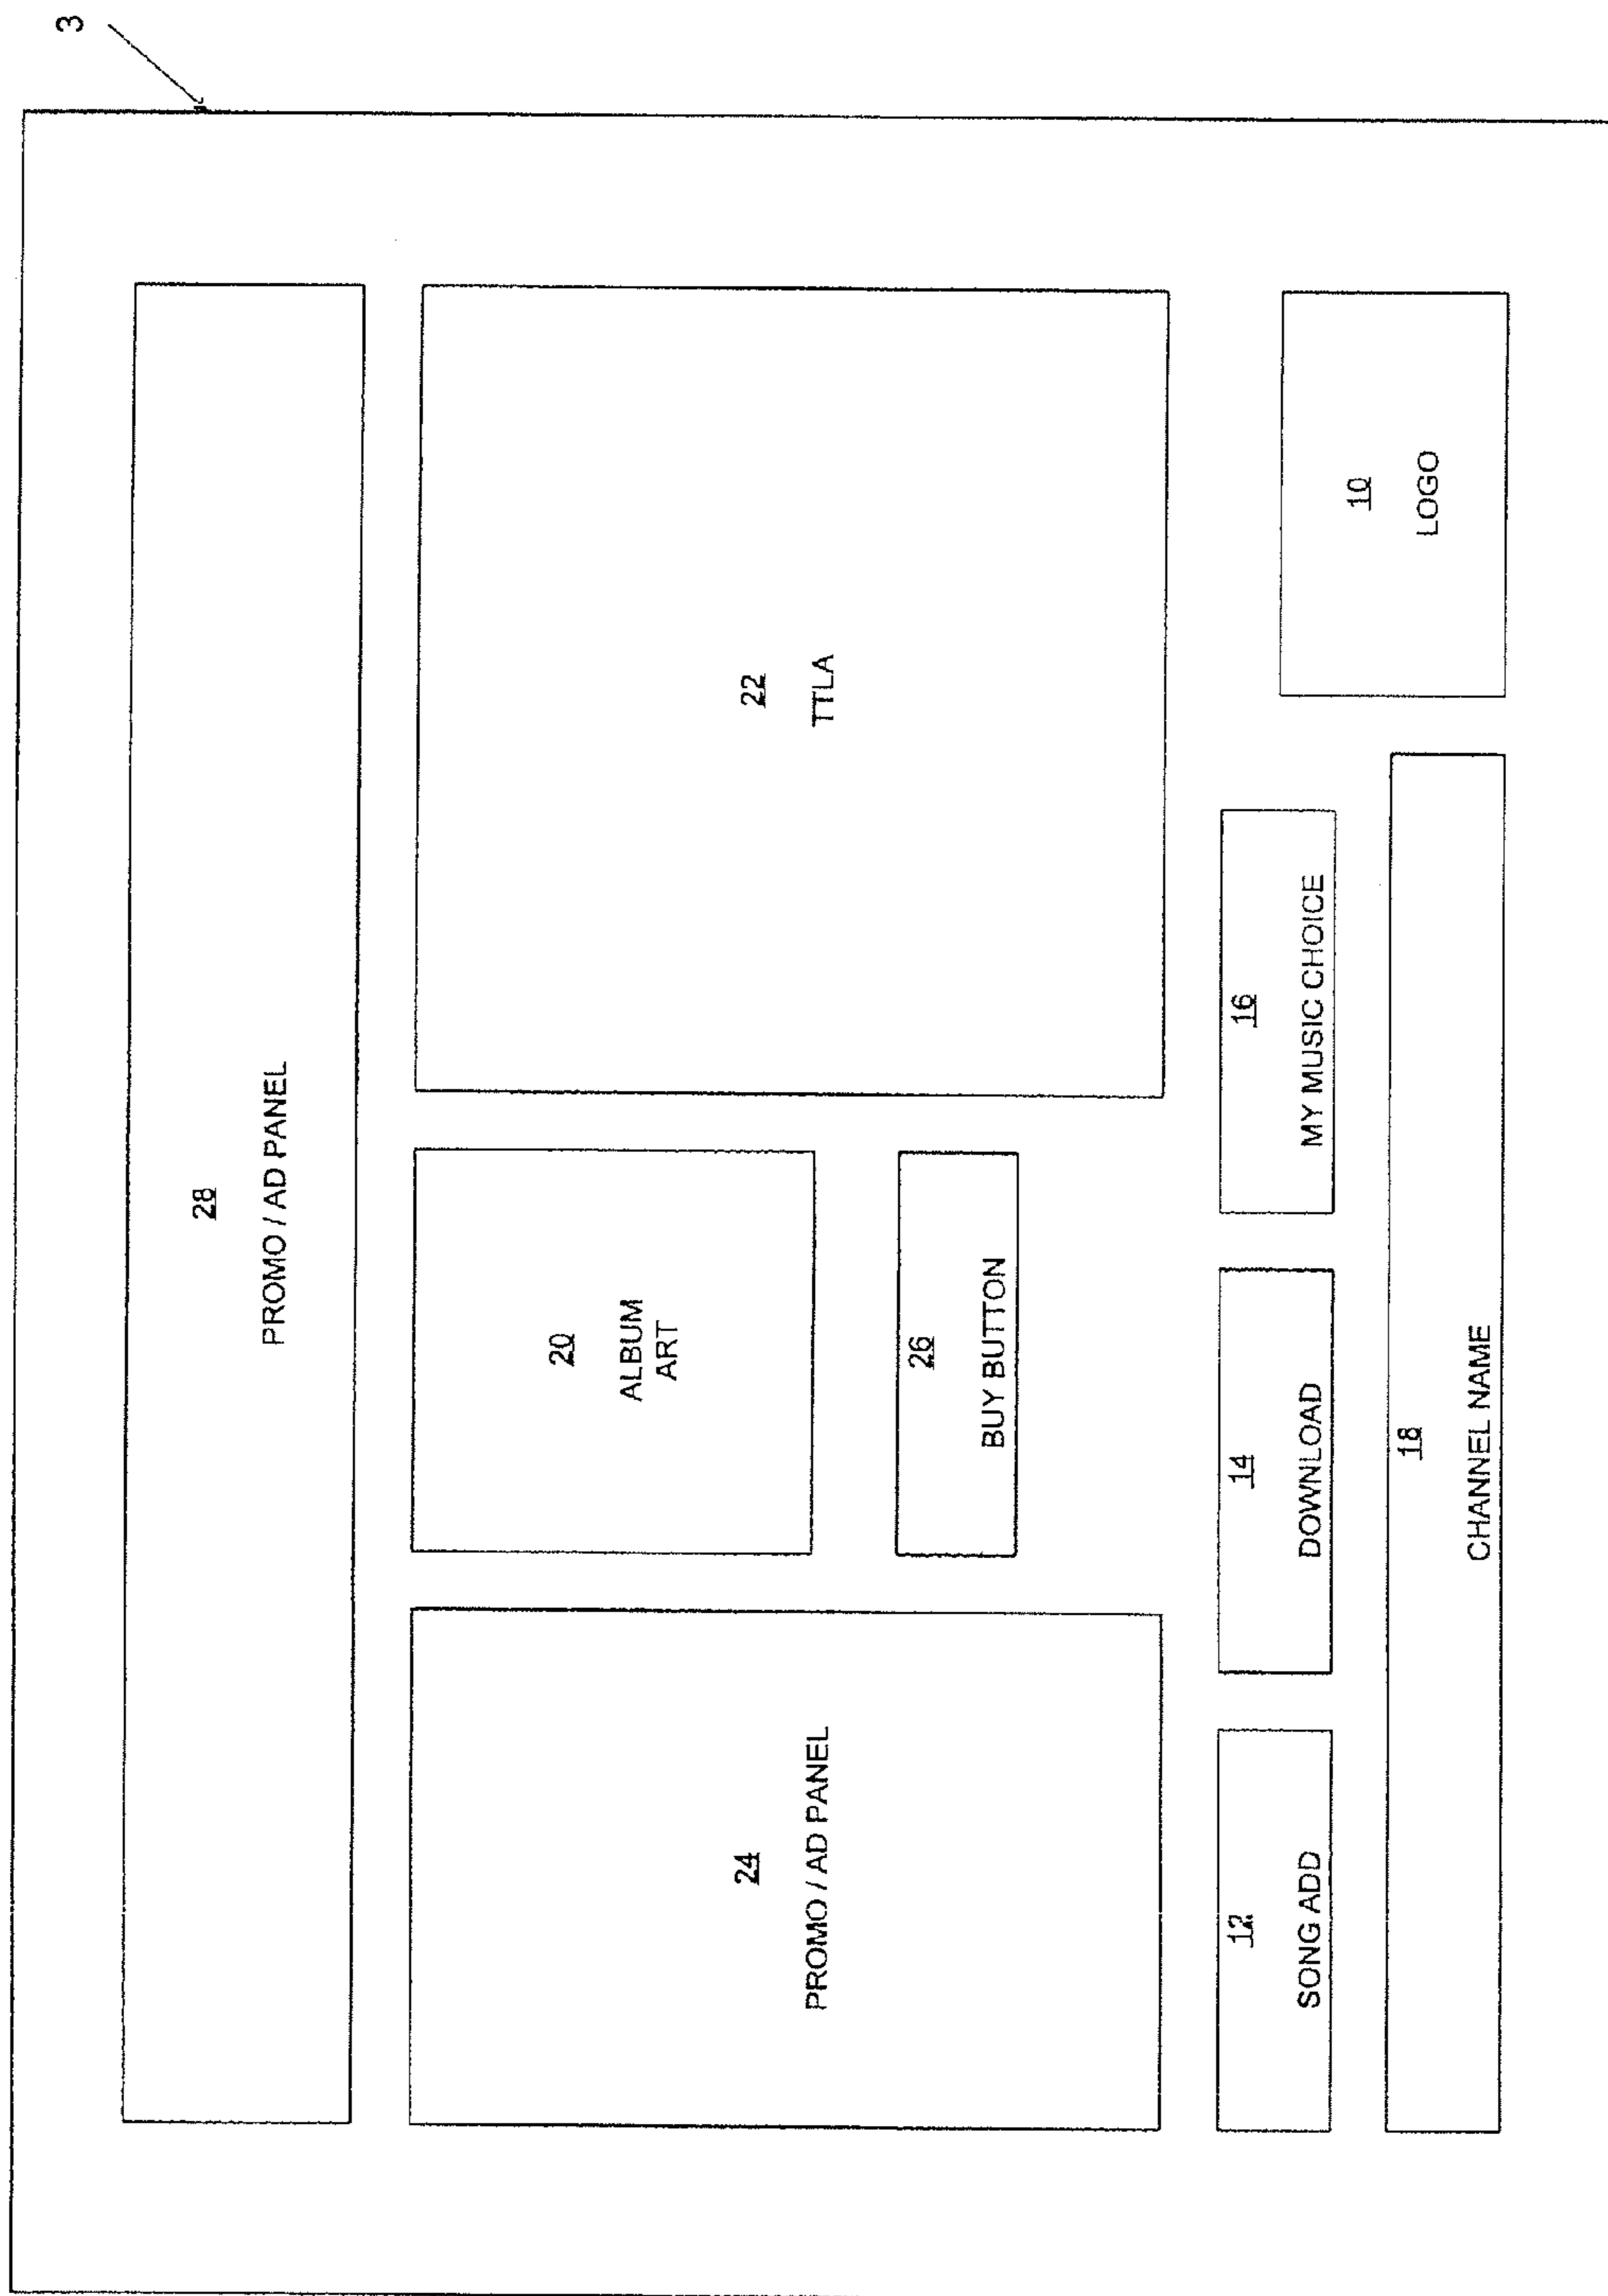 3
28
PROMO / AD PANEL
24
PROMO / AD PANEL
20
ALBUM
ART
26
BUY BUTTON
22
TTLA
12
SONG ADD
14
DOWNLOAD
16
MY MUSIC CHOICE
10
LOGO
18
CHANNEL NAME